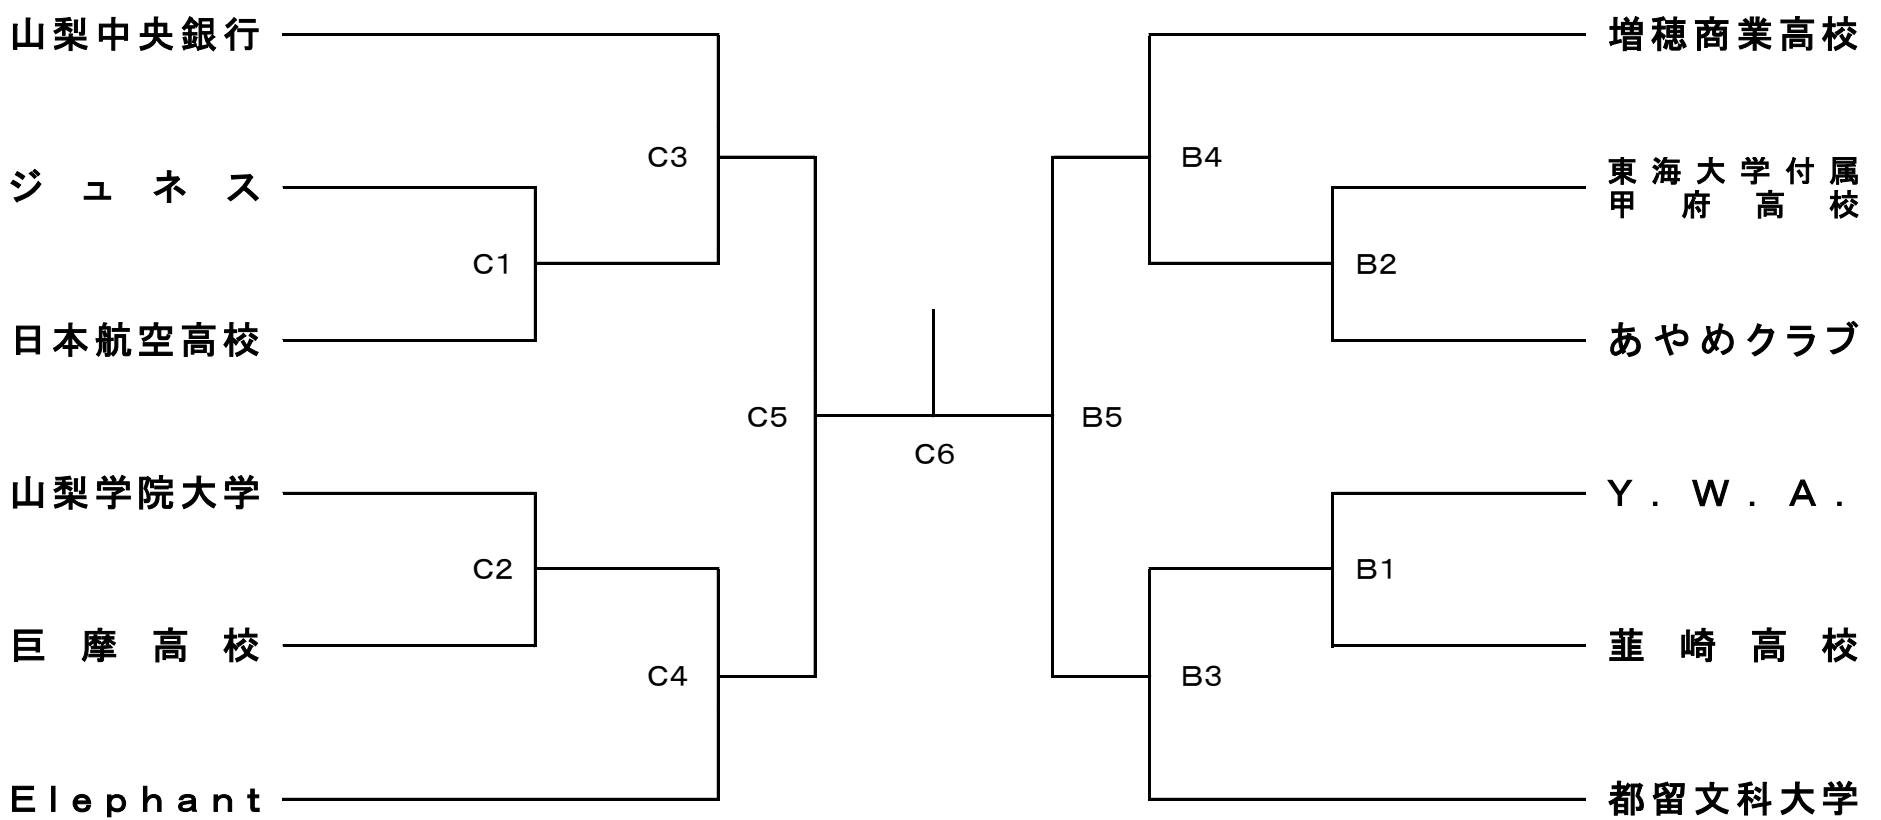 山梨中央銀行
ジュネス
日本航空高校
山梨学院大学
巨摩高校
Elephant
C1
C2
C3
C4
C5
C6
B5
B4
B3
B2
B1
増穂商業高校
東海大学付属
甲府高校
あやめクラブ
Y．W．A．
韮崎高校
都留文科大学